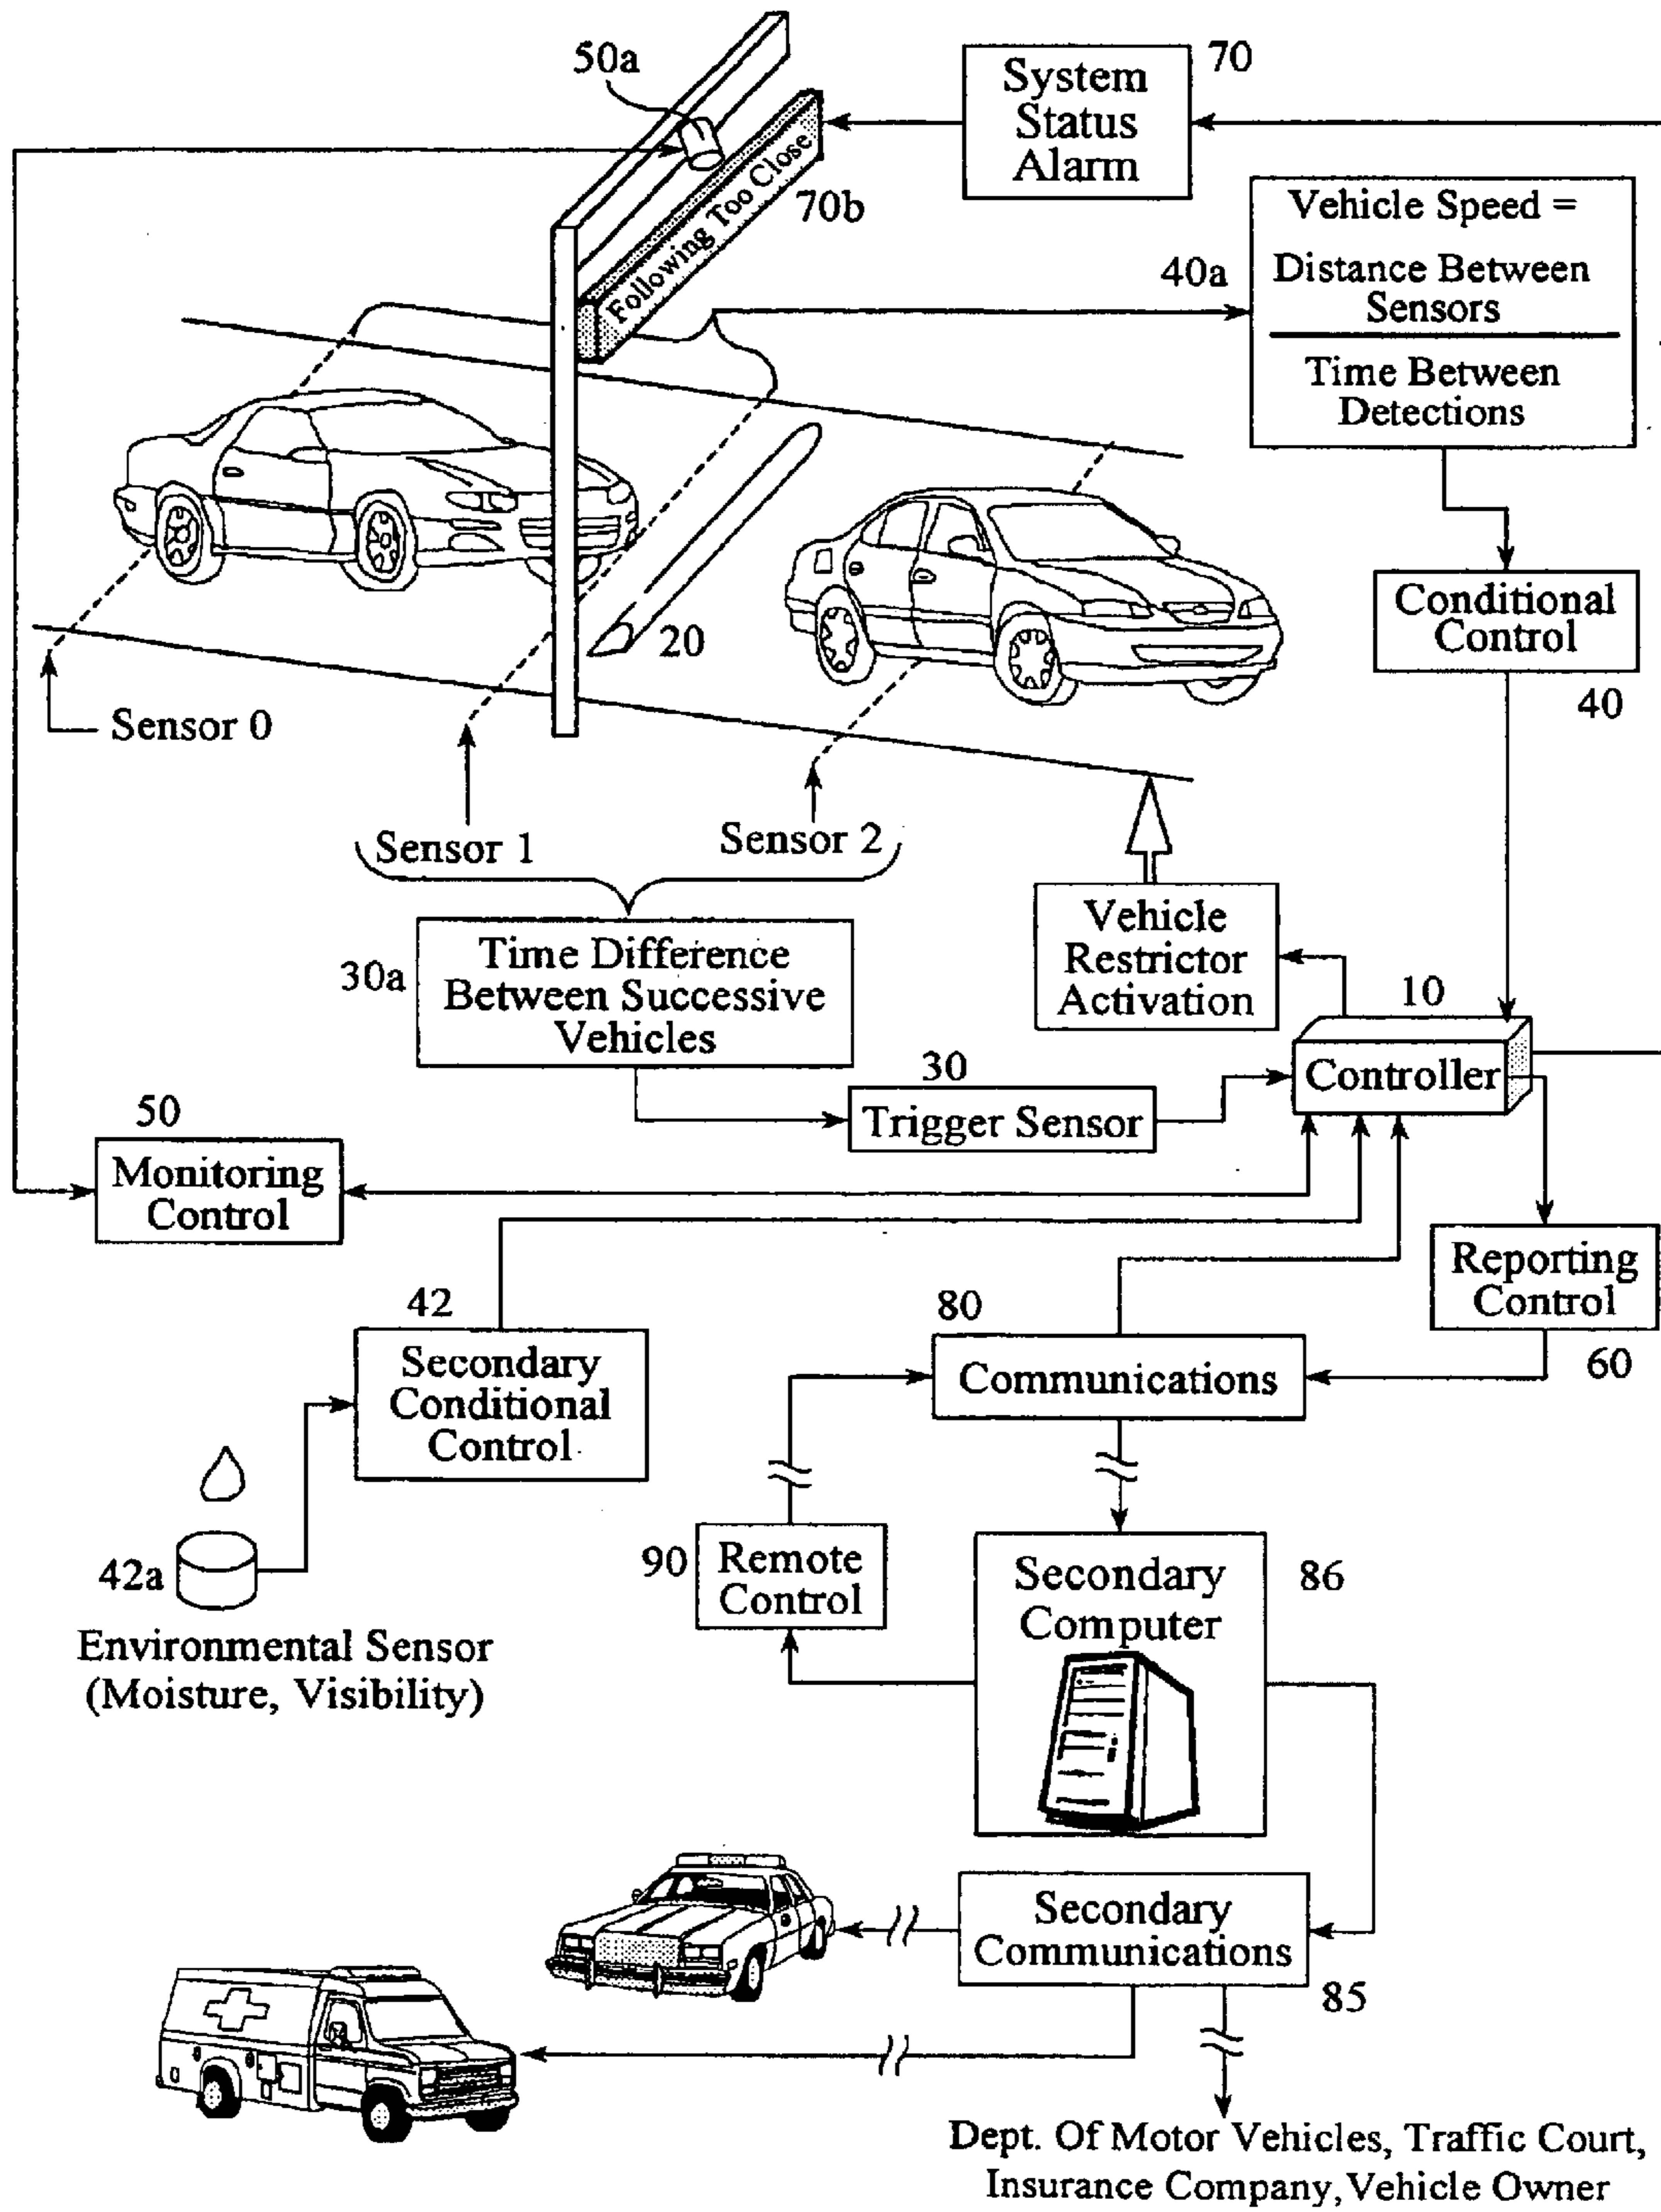 50a
System
Status
Alarm
70
Following Too Close
70b
Vehicle Speed =
Distance Between
Sensors
Time Between
Detections
40a
Conditional
Control
40
20
Sensor 0
Sensor 1
Sensor 2
30a
Time Difference
Between Successive
Vehicles
Vehicle
Restrictor
Activation
10
Controller
30
Trigger Sensor
50
Monitoring
Control
Reporting
Control
60
42
Secondary
Conditional
Control
80
Communications
42a
Environmental Sensor
(Moisture, Visibility)
90
Remote
Control
Secondary
Computer
86
Secondary
Communications
85
Dept. Of Motor Vehicles, Traffic Court,
Insurance Company, Vehicle Owner